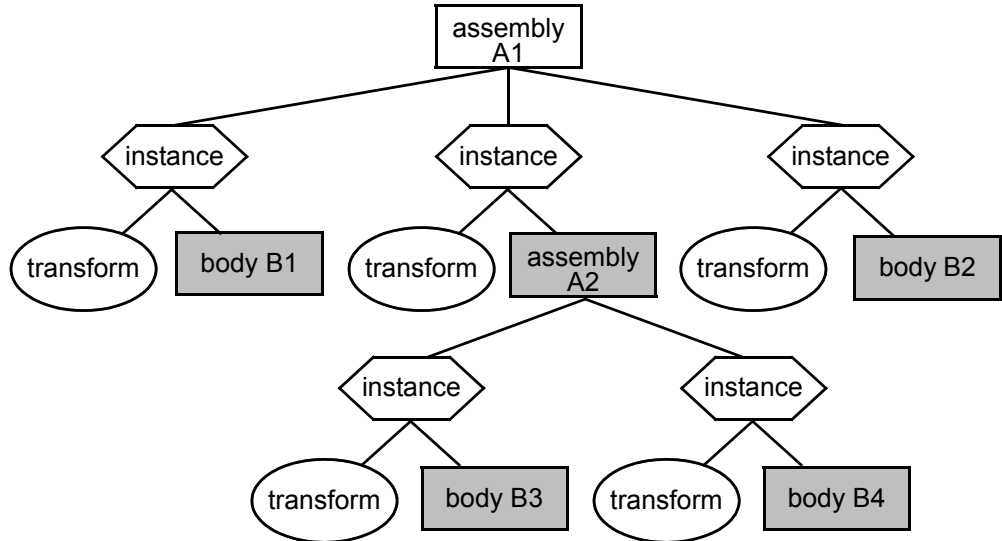 assembly
A1
instance
instance
instance
transform
body B1
transform
assembly
A2
transform
body B2
instance
instance
transform
body B3
transform
body B4